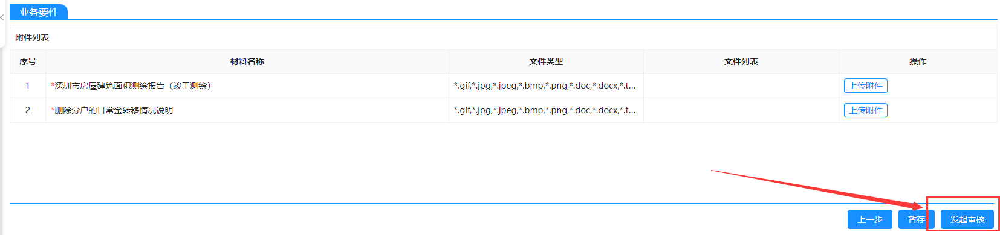 业务要件
附件列表
序号 材料名称 文件类型 文件列表 操作
1 *深圳市房屋建筑面积测绘报告（竣工测绘） *.gif,*.jpg,*.jpeg,*.bmp,*.png,*.doc,*.docx,*.t... 上传附件
2 *删除分户的日常金转移情况说明 *.gif,*.jpg,*.jpeg,*.bmp,*.png,*.doc,*.docx,*.t... 上传附件
上一步 暂存 发起审核